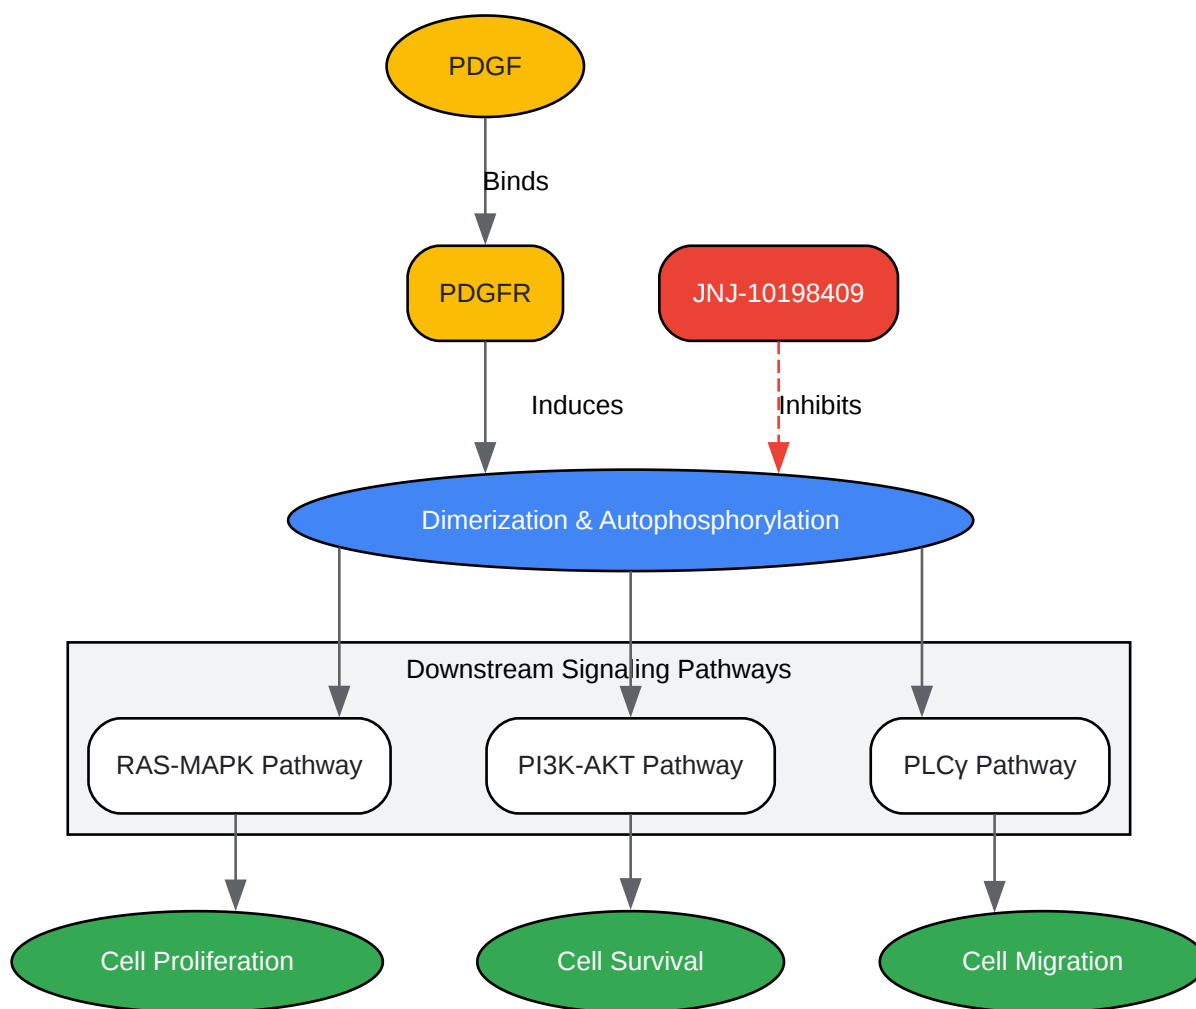 PDGF
Binds
PDGFR
JNJ-10198409
Induces
Inhibits
Dimerization & Autophosphorylation
Downstream Signaling Pathways
RAS-MAPK Pathway
PI3K-AKT Pathway
PLCγ Pathway
Cell Proliferation
Cell Survival
Cell Migration